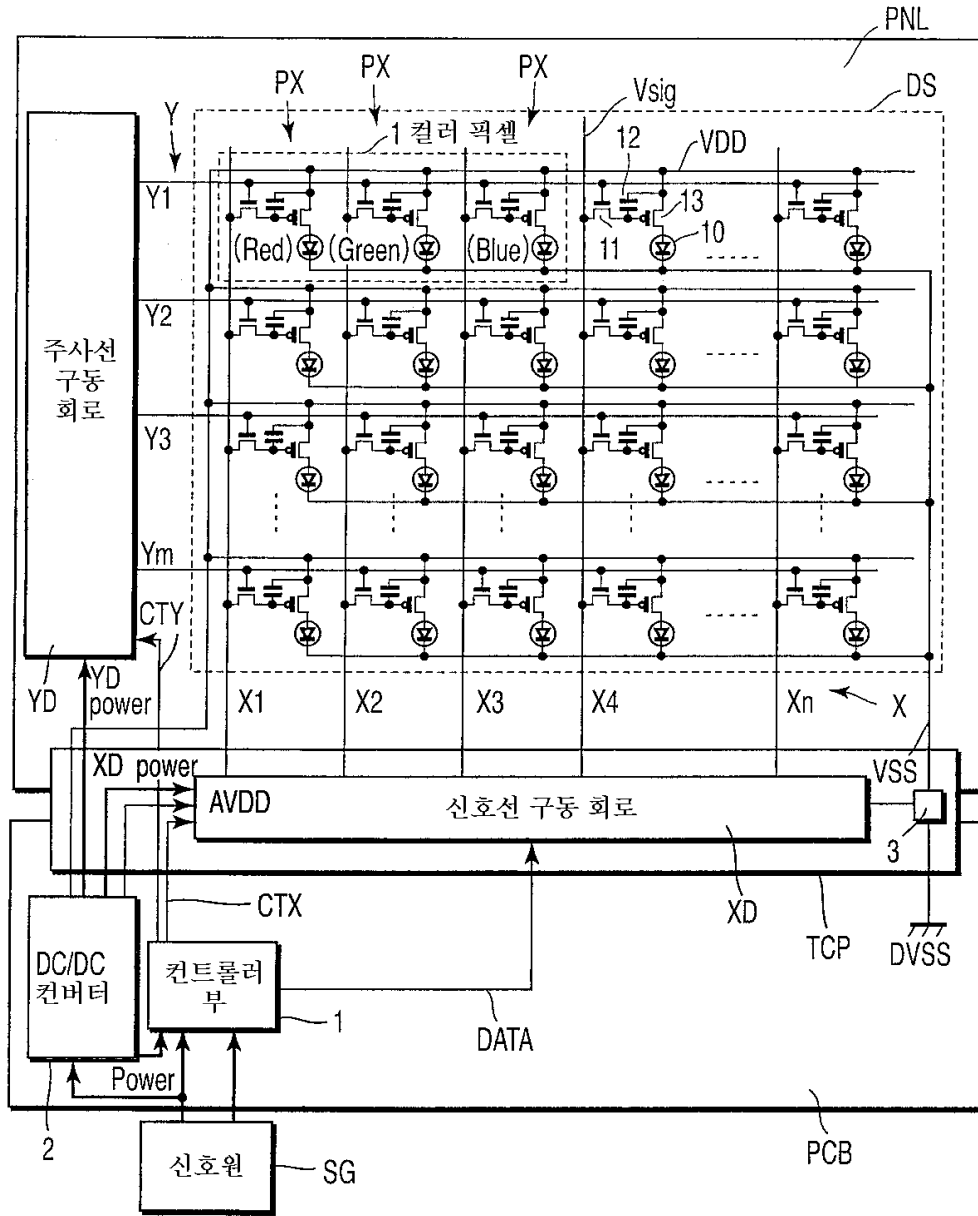 PNL
PX
PX
PX
Vsig
DS
Y
1 컬러 픽셀
12
VDD
Y1
13
(Red)
(Green)
(Blue)
11
10
Y2
주사선
구동
회로
Y3
Ym
CTY
YD
YD
power
X1
X2
X3
X4
Xn
X
XD power
VSS
AVDD
신호선 구동 회로
3
CTX
XD
TCP
DVSS
DC/DC
컨버터
컨트롤러
부
1
DATA
Power
2
신호원
SG
PCB